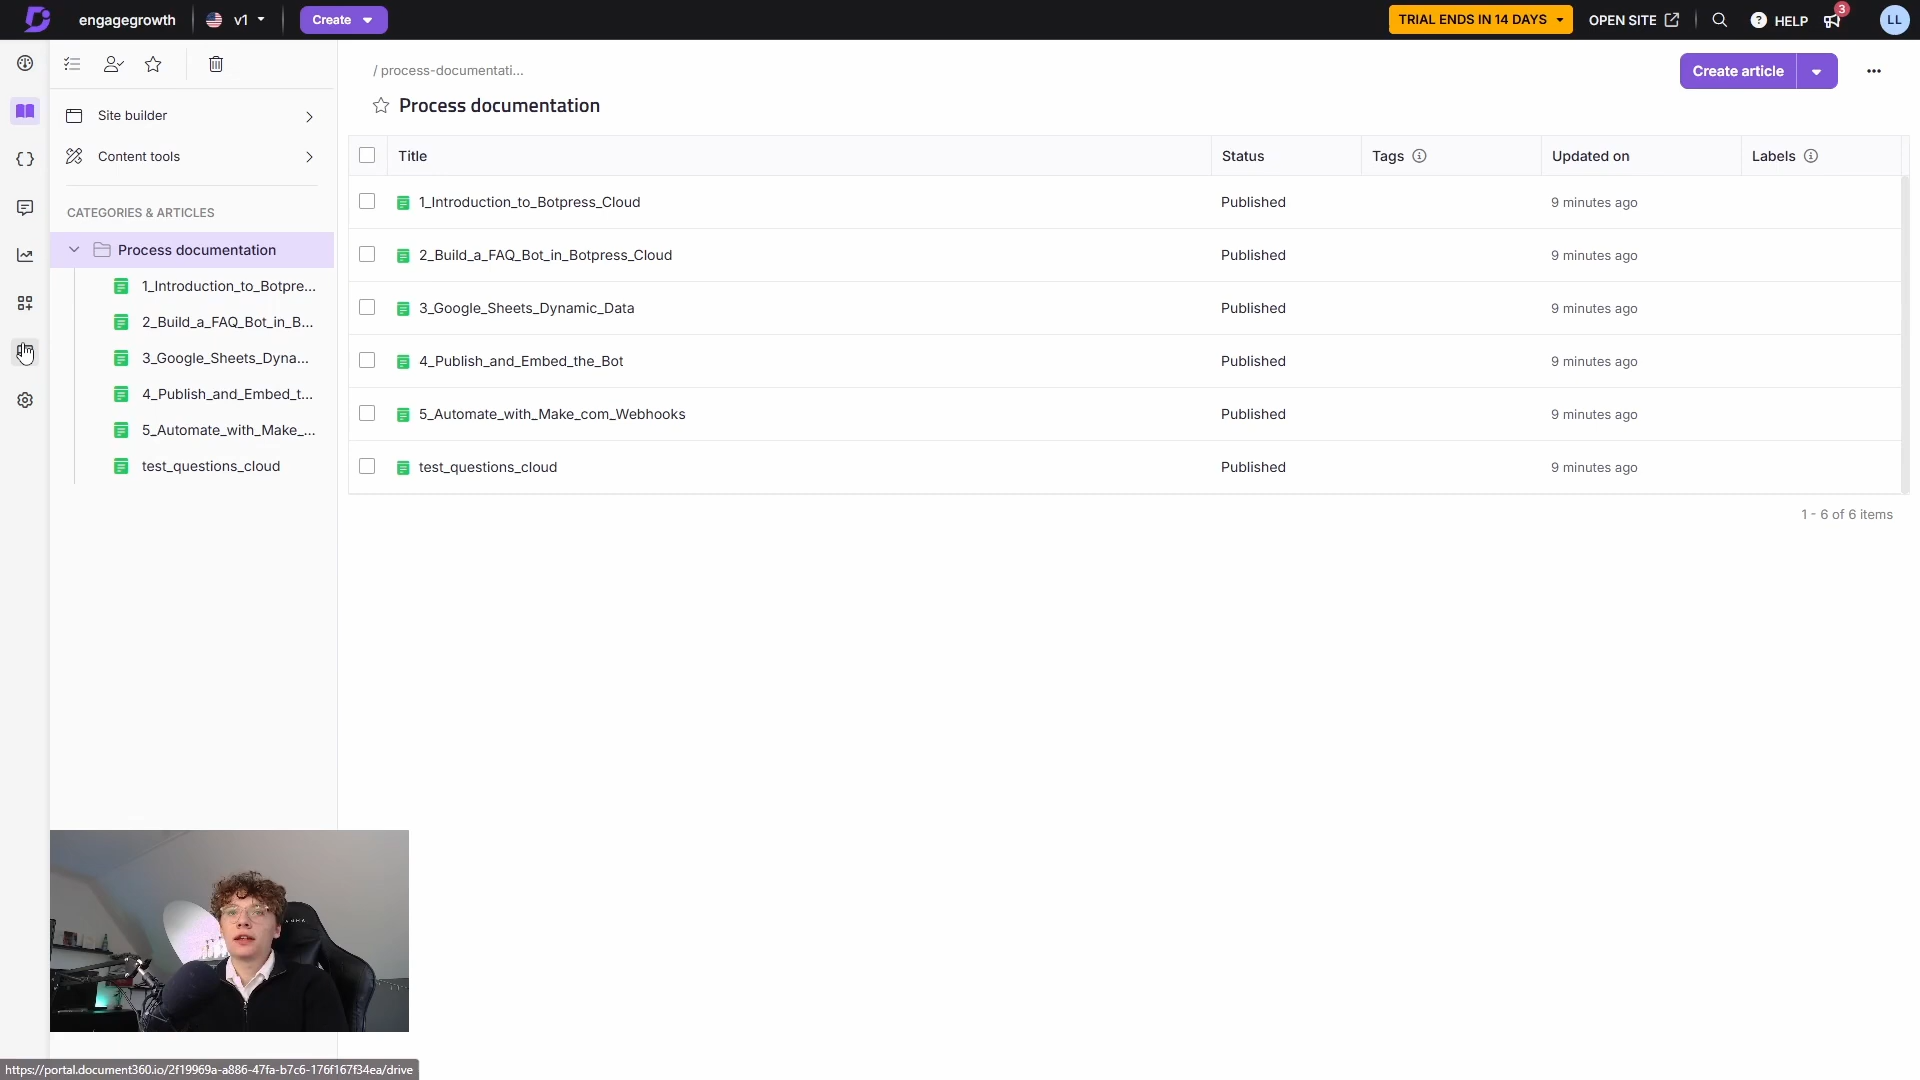 engagegrowth
v1
Create
TRIAL ENDS IN 14 DAYS
OPEN SITE
HELP
3
LL
Site builder
Content tools
CATEGORIES & ARTICLES
Process documentation
1_Introduction_to_Botpre...
2_Build_a_FAQ_Bot_in_B...
3_Google_Sheets_Dyna...
4_Publish_and_Embed_t...
5_Automate_with_Make_...
test_questions_cloud
/ process-documentati...
Process documentation
Create article
Title Status Tags Updated on Labels
1_Introduction_to_Botpress_Cloud Published 9 minutes ago
2_Build_a_FAQ_Bot_in_Botpress_Cloud Published 9 minutes ago
3_Google_Sheets_Dynamic_Data Published 9 minutes ago
4_Publish_and_Embed_the_Bot Published 9 minutes ago
5_Automate_with_Make_com_Webhooks Published 9 minutes ago
test_questions_cloud Published 9 minutes ago
1 - 6 of 6 items
https://portal.document360.io/2f19969a-a886-47fa-b7c6-176f167f34ea/drive